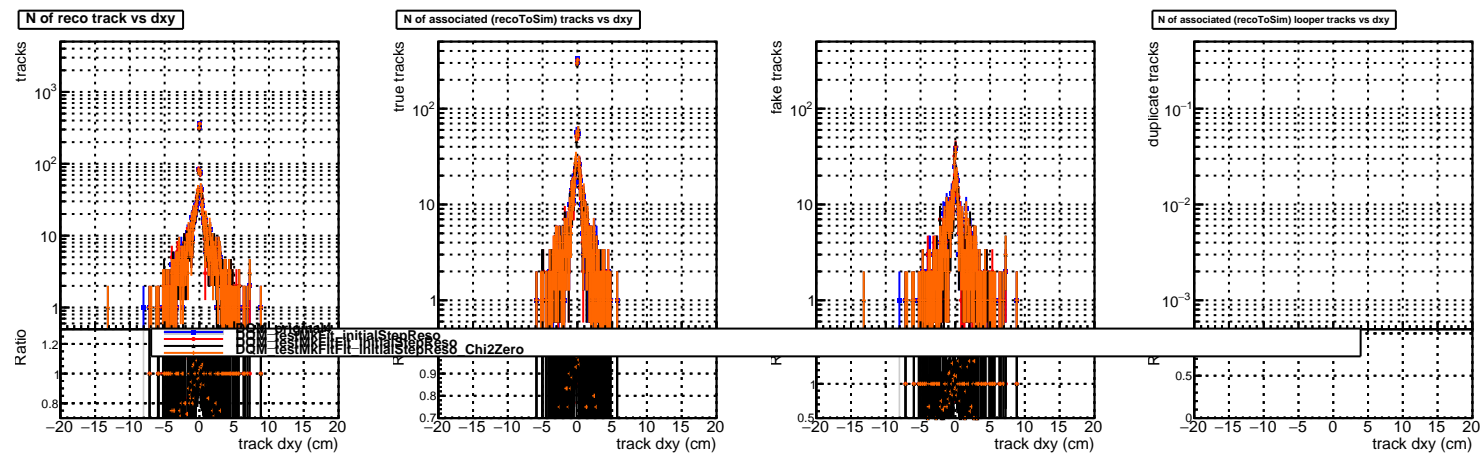 N of reco track vs dxy
N of associated (recoToSim) tracks vs dxy
N of associated (recoToSim) looper tracks vs dxy
tracks
10³
10²
10
1
Ratio
1.2
1
0.8
−20 −15 −10 −5 0 5 10 15 20
track dxy (cm)
true tracks
10²
10
1
0.9
0.8
0.7
−20 −15 −10 −5 0 5 10 15 20
track dxy (cm)
fake tracks
10²
10
1
1
0.5
−20 −15 −10 −5 0 5 10 15 20
track dxy (cm)
duplicate tracks
10⁻¹
10⁻²
10⁻³
0.5
0
−20 −15 −10 −5 0 5 10 15 20
track dxy (cm)
DQM_testMkFitFit_initialStepReso_Chi2Zero